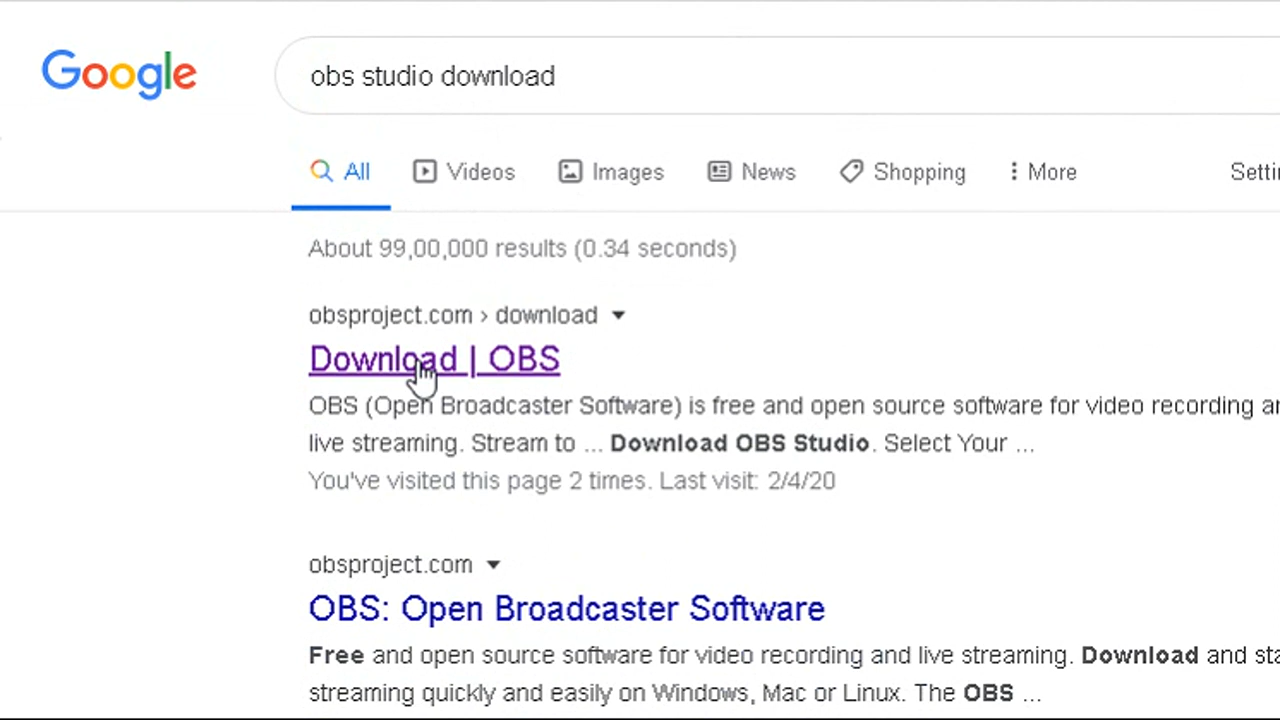 Google
obs studio download
All Videos Images News Shopping More Settin
About 99,00,000 results (0.34 seconds)
obsproject.com › download
Download | OBS
OBS (Open Broadcaster Software) is free and open source software for video recording an
live streaming. Stream to ... Download OBS Studio. Select Your ...
You've visited this page 2 times. Last visit: 2/4/20
obsproject.com
OBS: Open Broadcaster Software
Free and open source software for video recording and live streaming. Download and sta
streaming quickly and easily on Windows, Mac or Linux. The OBS ...